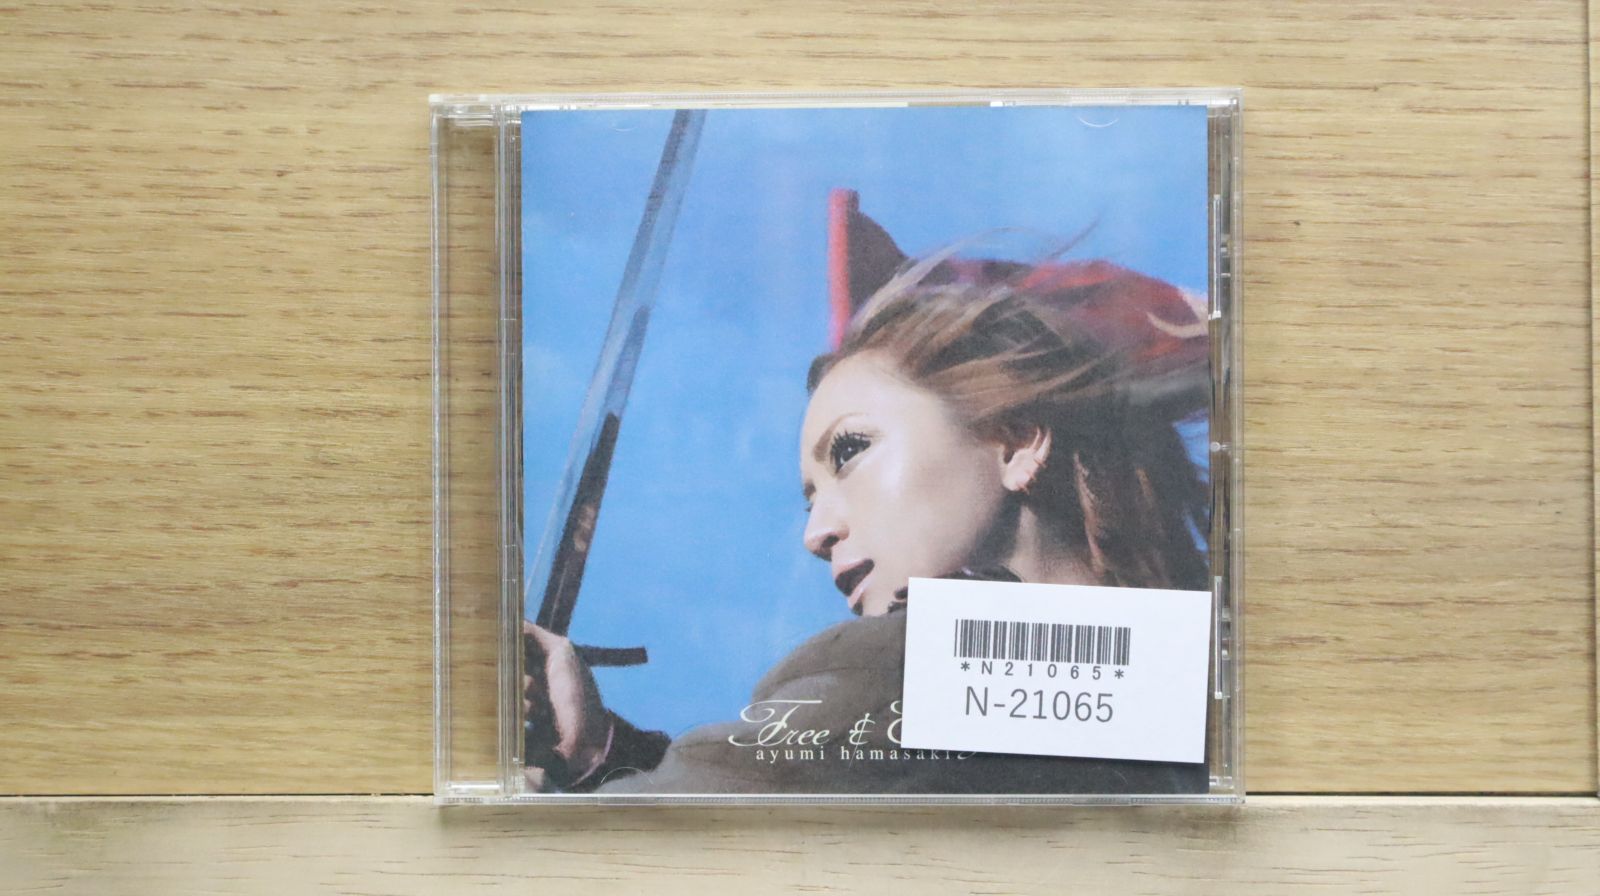 *N21065*
N-21065
Free &
ayumi hamasaki